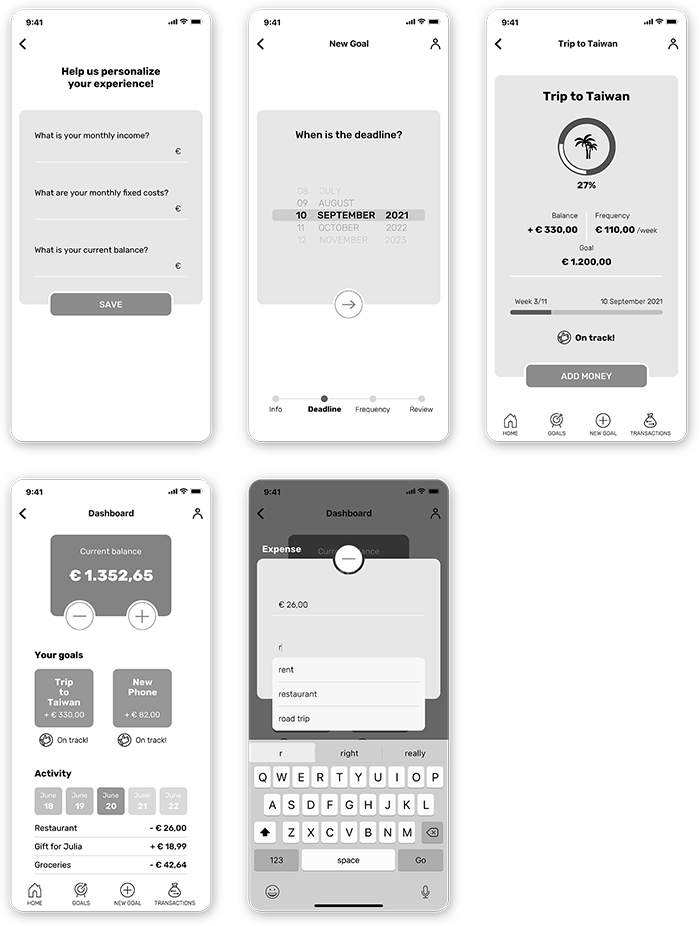 9:41
Help us personalize
your experience!
What is your monthly income?
€
What are your monthly fixed costs?
€
What is your current balance?
€
SAVE
9:41
New Goal
When is the deadline?
08 JULY
09 AUGUST
10 SEPTEMBER 2021
11 OCTOBER 2022
12 NOVEMBER 2023
Info Deadline Frequency Review
9:41
Trip to Taiwan
Trip to Taiwan
27%
Balance Frequency
+ € 330,00 € 110,00 /week
Goal
€ 1.200,00
Week 3/11 10 September 2021
On track!
ADD MONEY
HOME GOALS NEW GOAL TRANSACTIONS
9:41
Dashboard
Current balance
€ 1.352,65
Your goals
Trip
to
Taiwan
+ € 330,00
On track!
New
Phone
+ € 82,00
On track!
Activity
June
18
June
19
June
20
June
21
June
22
Restaurant - € 26,00
Gift for Julia + € 18,99
Groceries - € 42,64
HOME GOALS NEW GOAL TRANSACTIONS
9:41
Dashboard
Expense
Current balance
€ 26,00
r
rent
restaurant
road trip
r right really
Q W E R T Y U I O P
A S D F G H J K L
Z X C V B N M
123 space Go